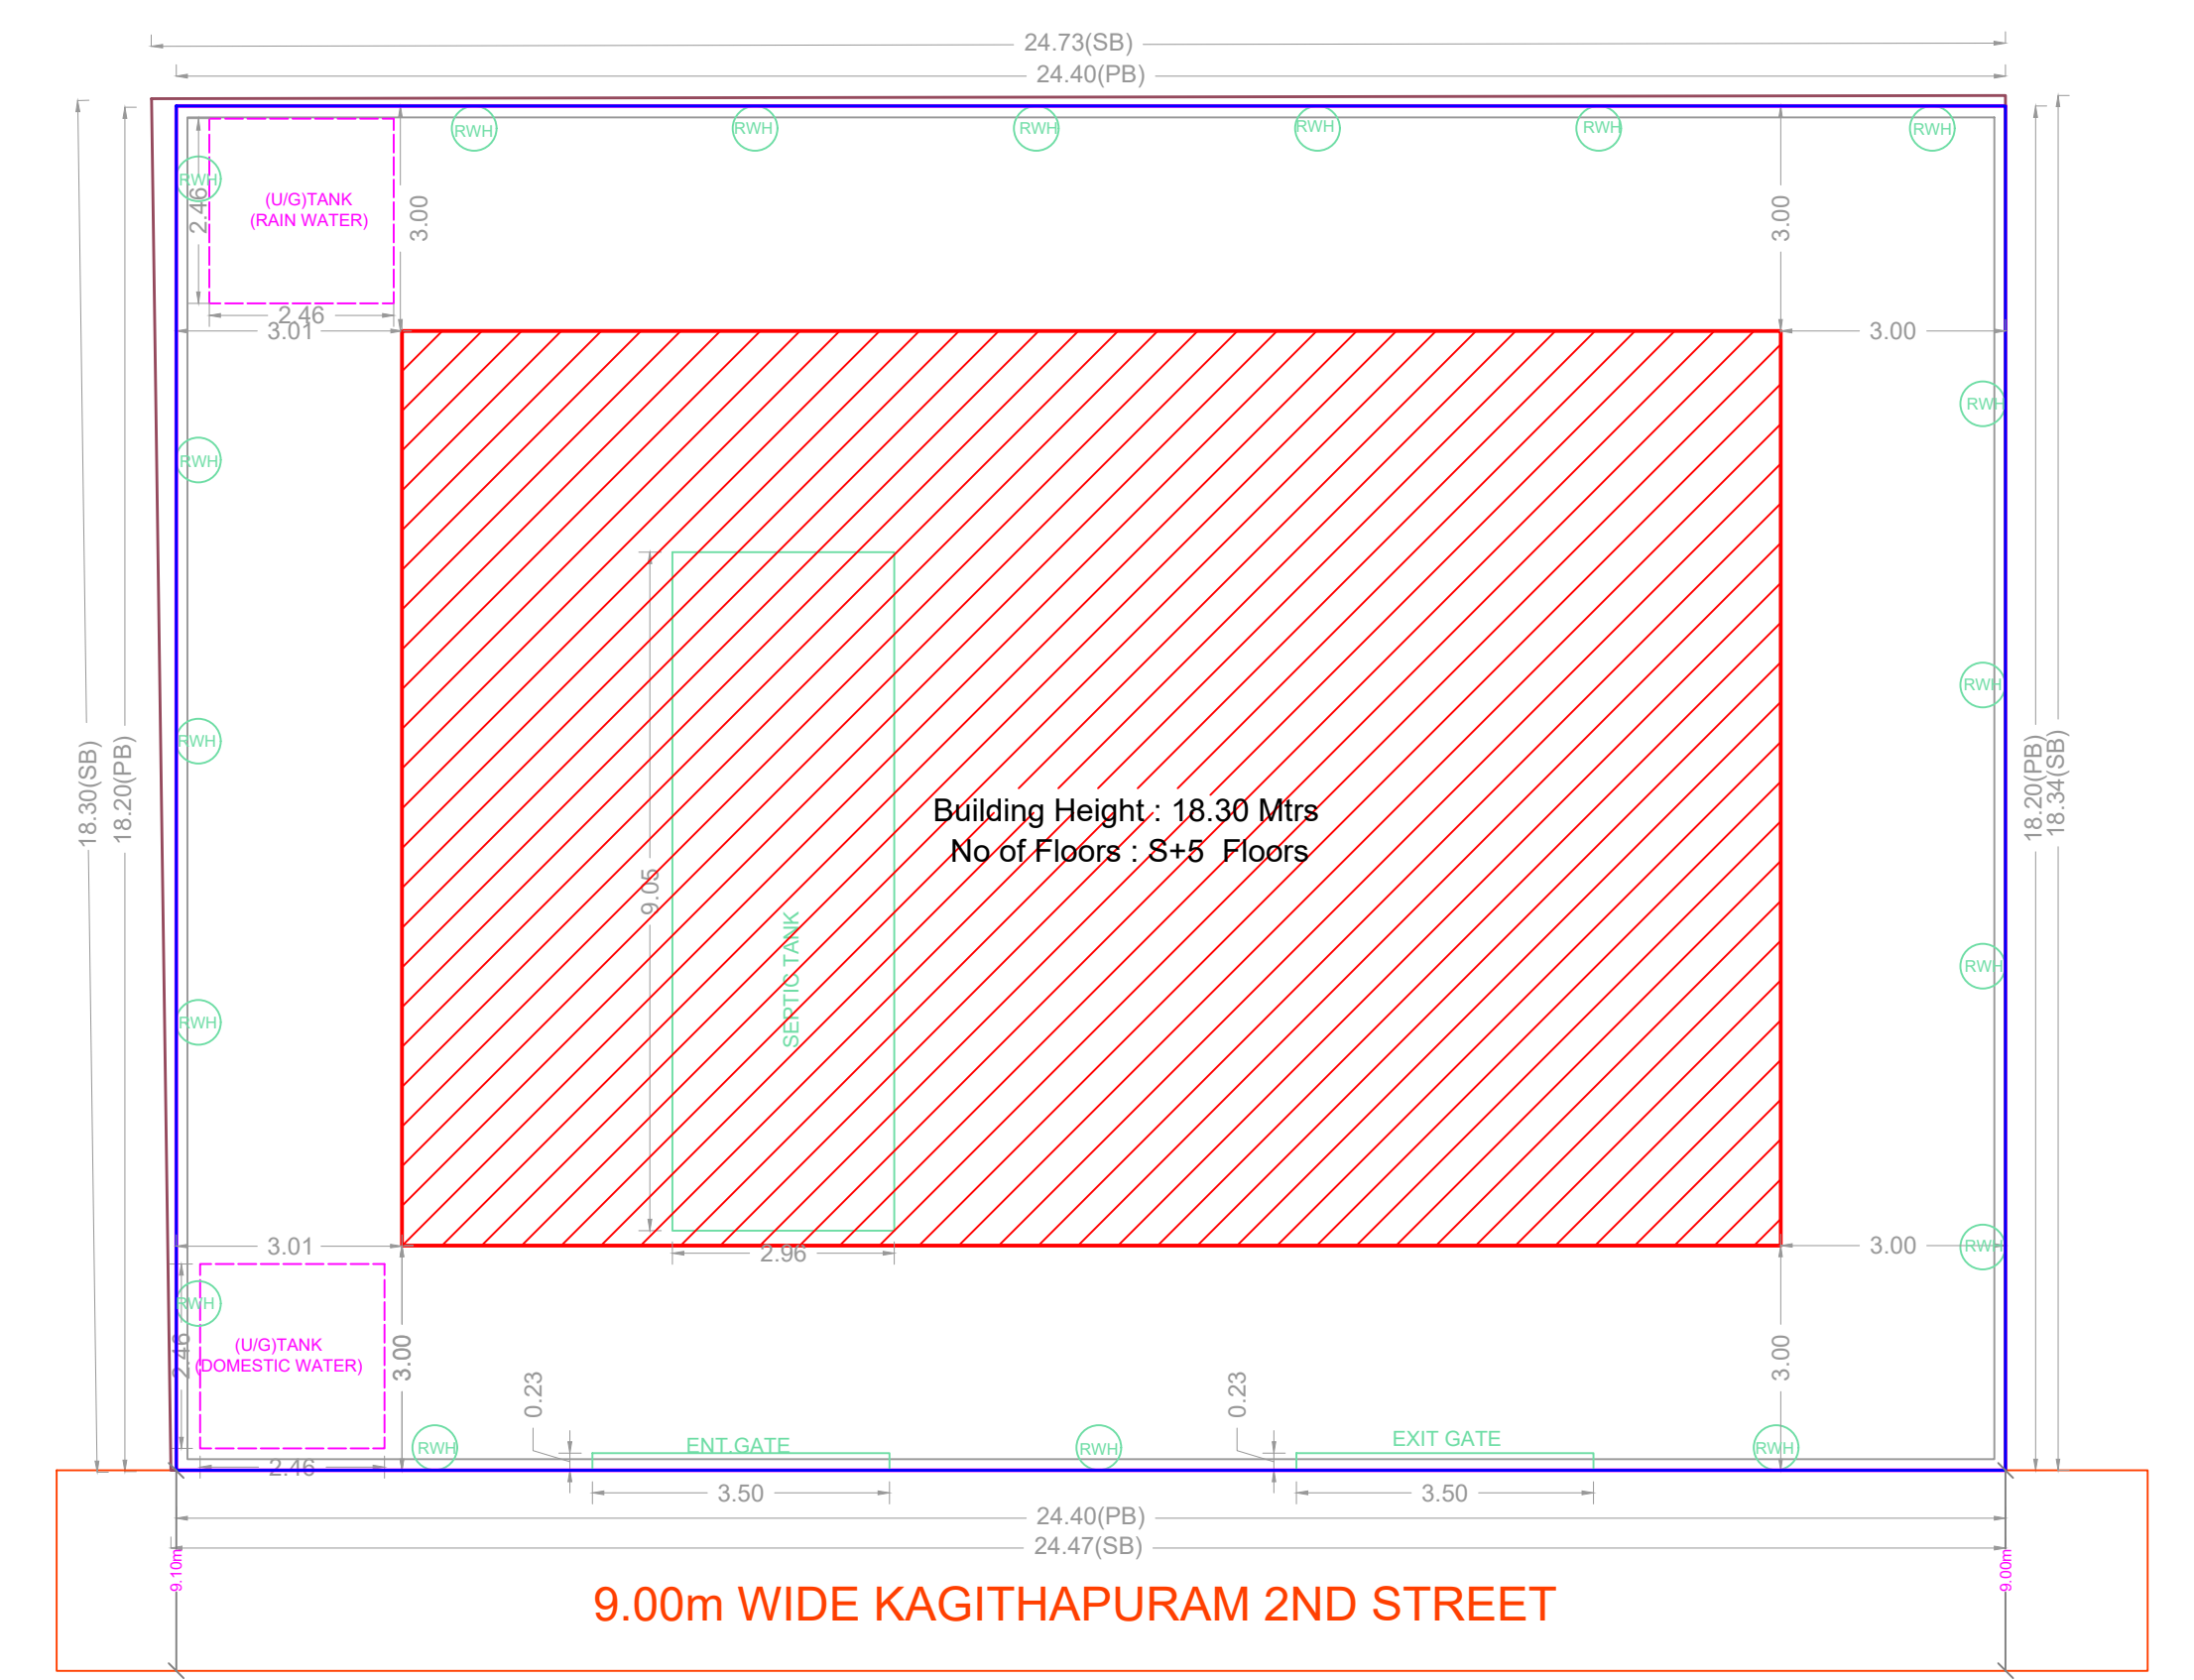 24.73(SB)
24.40(PB)
RWH
RWH
RWH
RWH
RWH
RWH
RWH
2.46
(U/G)TANK
(RAIN WATER)
3.00
3.00
2.46
3.01
3.00
RWH
RWH
RWH
RWH
18.30(SB)
18.20(PB)
18.20(PB)
18.34(SB)
Building Height : 18.30 Mtrs
No of Floors : S+5 Floors
9.05
SEPTIC TANK
RWH
RWH
3.01
2.96
3.00
RWH
RWH
2.46
(U/G)TANK
(DOMESTIC WATER)
3.00
3.00
0.23
0.23
RWH
ENT.GATE
RWH
EXIT GATE
RWH
2.46
3.50
3.50
24.40(PB)
24.47(SB)
9.10m
9.00m
9.00m WIDE KAGITHAPURAM 2ND STREET